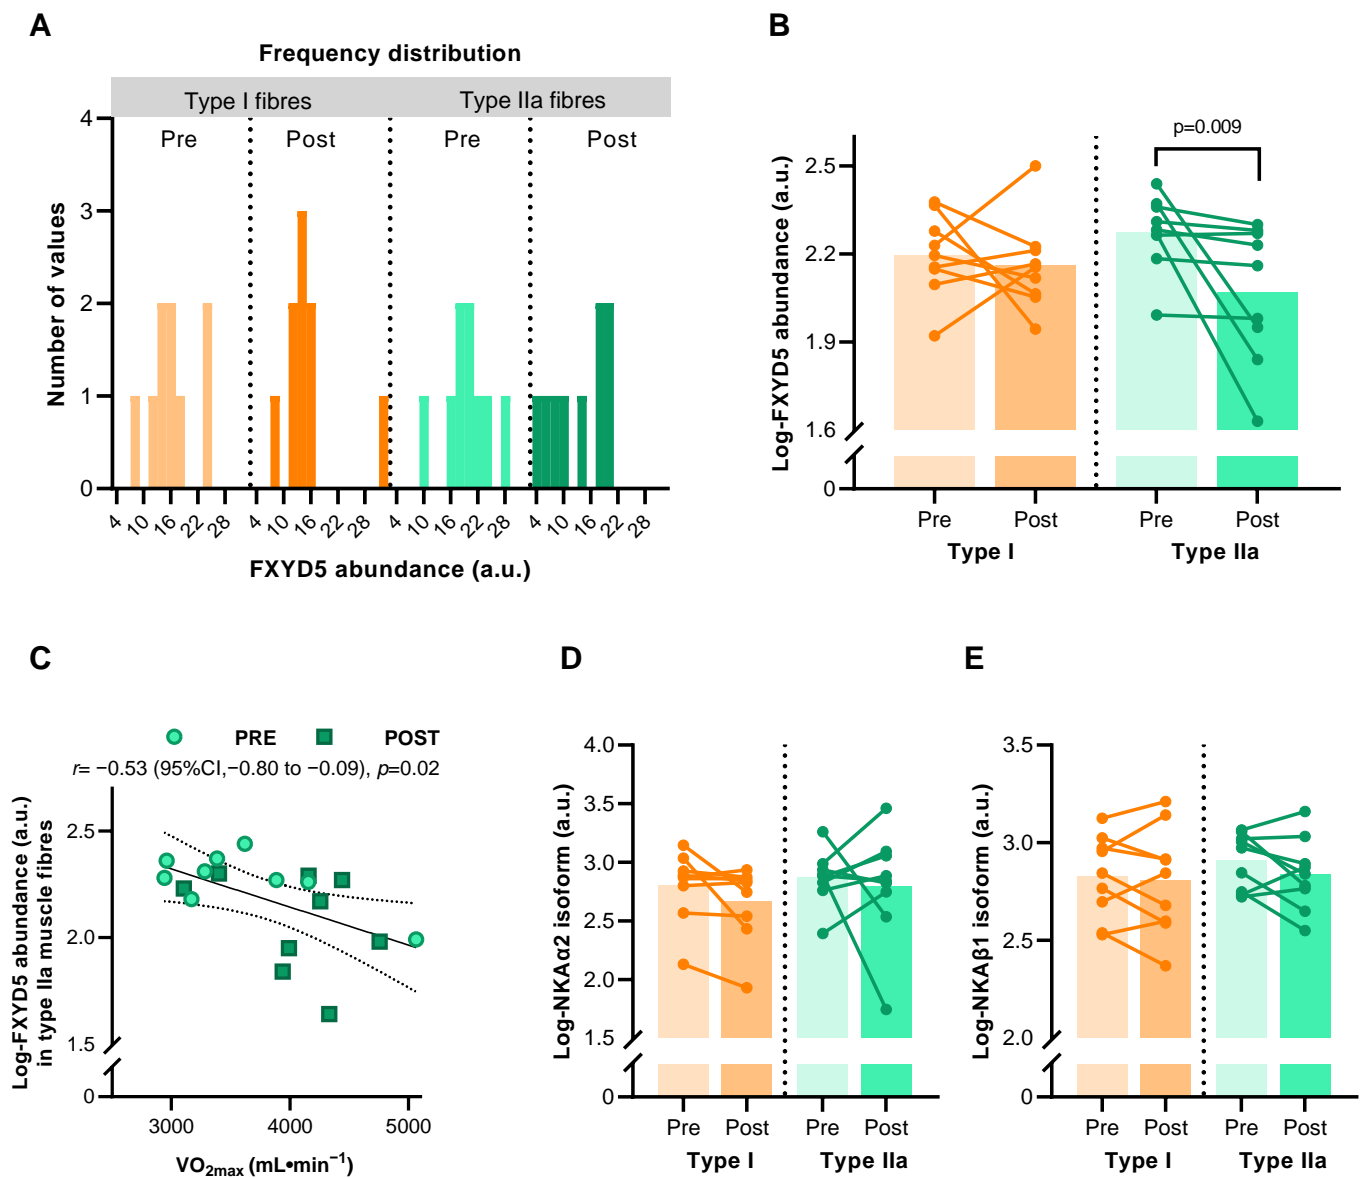 A
Frequency distribution
Type I fibres
Type IIa fibres
Pre
Post
Pre
Post
Number of values
4
3
2
1
0
4 10 16 22 28 4 10 16 22 28 4 10 16 22 28 4 10 16 22 28
FXYD5 abundance (a.u.)
B
p=0.009
Log-FXYD5 abundance (a.u.)
2.5
2.2
1.9
1.6
0
Pre Post Pre Post
Type I Type IIa
C
PRE POST
r= −0.53 (95%CI,−0.80 to −0.09), p=0.02
Log-FXYD5 abundance (a.u.)
in type IIa muscle fibres
2.5
2.0
1.5
0
3000 4000 5000
VO2max (mL•min−1)
D
Log-NKAα2 isoform (a.u.)
4.0
3.5
3.0
2.5
2.0
1.5
0
Pre Post Pre Post
Type I Type IIa
E
Log-NKAβ1 isoform (a.u.)
3.5
3.0
2.5
2.0
0
Pre Post Pre Post
Type I Type IIa